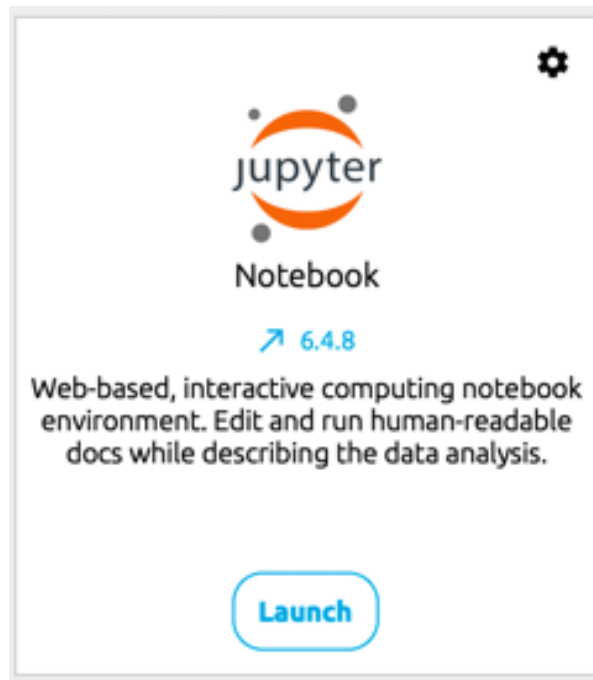 jupyter
Notebook
6.4.8
Web-based, interactive computing notebook
environment. Edit and run human-readable
docs while describing the data analysis.
Launch